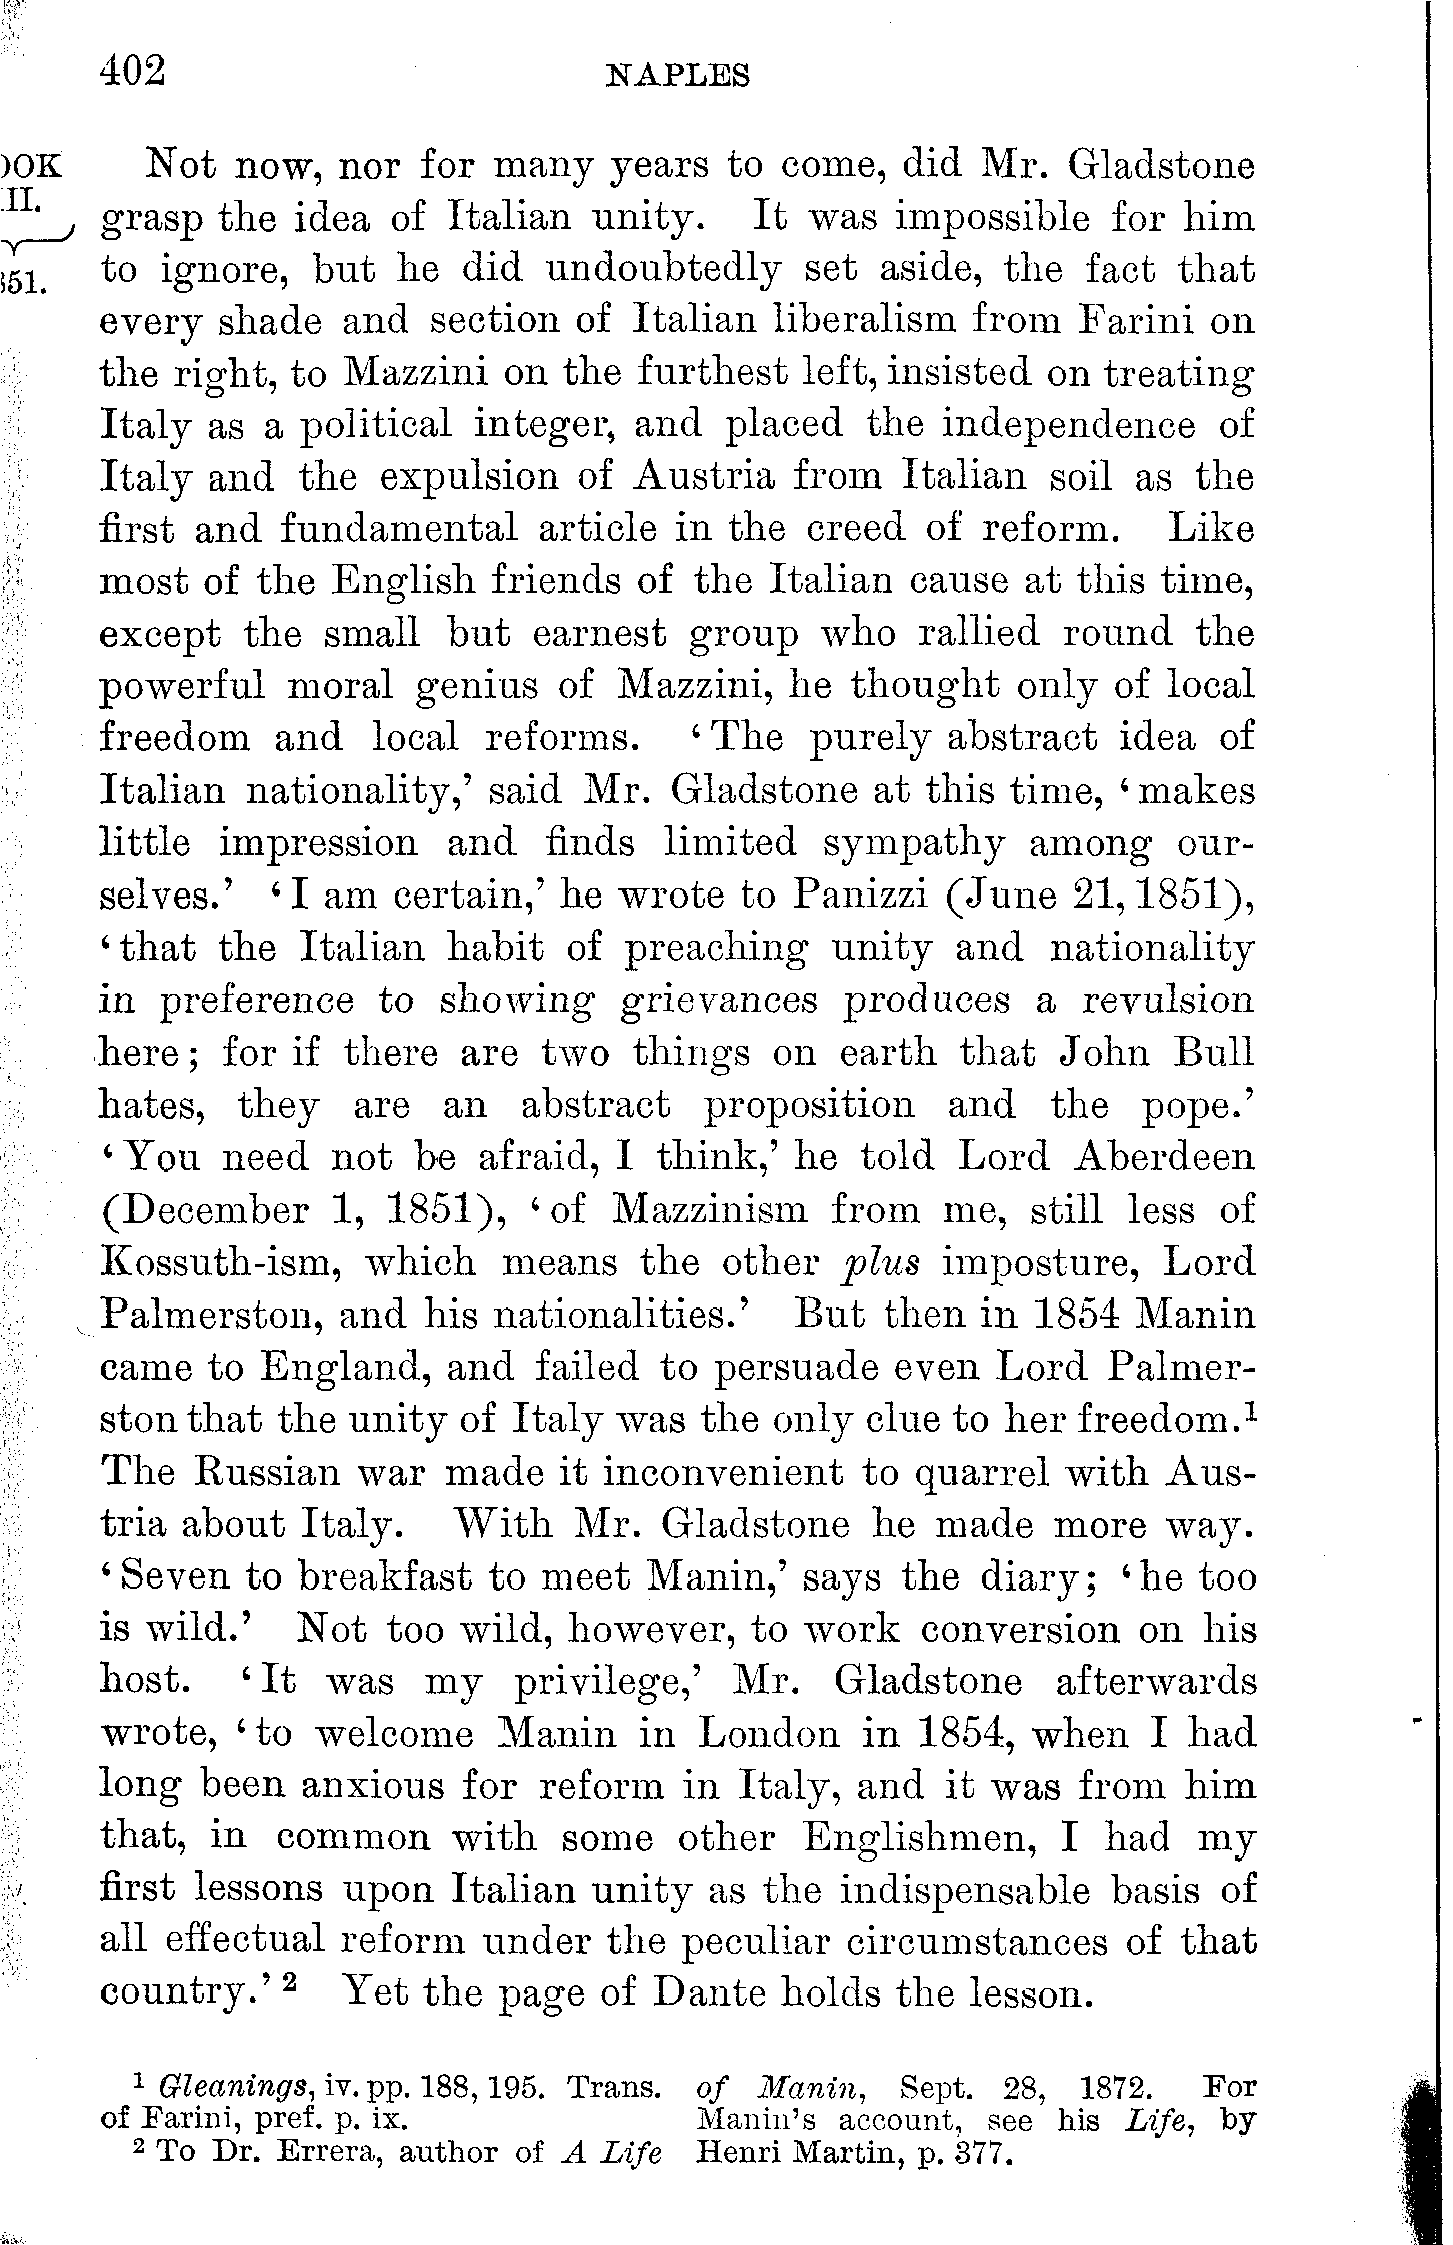 402 NAPLES
Not now, nor for many years to come, did Mr. Gladstone
grasp the idea of Italian unity. It was impossible for him
to ignore, but he did undoubtedly set aside, the fact that
every shade and section of Italian liberalism from Farini on
the right, to Mazzini on the furthest left, insisted on treating
Italy as a political integer, and placed the independence of
Italy and the expulsion of Austria from Italian soil as the
first and fundamental article in the creed of reform. Like
most of the English friends of the Italian cause at this time,
except the small but earnest group who rallied round the
powerful moral genius of Mazzini, he thought only of local
freedom and local reforms. ‘The purely abstract idea of
Italian nationality,’ said Mr. Gladstone at this time, ‘makes
little impression and finds limited sympathy among our-
selves.’ ‘I am certain,’ he wrote to Panizzi (June 21, 1851),
‘that the Italian habit of preaching unity and nationality
in preference to showing grievances produces a revulsion
here; for if there are two things on earth that John Bull
hates, they are an abstract proposition and the pope.’
‘You need not be afraid, I think,’ he told Lord Aberdeen
(December 1, 1851), ‘of Mazzinism from me, still less of
Kossuth-ism, which means the other plus imposture, Lord
Palmerston, and his nationalities.’ But then in 1854 Manin
came to England, and failed to persuade even Lord Palmer-
ston that the unity of Italy was the only clue to her freedom.¹
The Russian war made it inconvenient to quarrel with Aus-
tria about Italy. With Mr. Gladstone he made more way.
‘Seven to breakfast to meet Manin,’ says the diary; ‘he too
is wild.’ Not too wild, however, to work conversion on his
host. ‘It was my privilege,’ Mr. Gladstone afterwards
wrote, ‘to welcome Manin in London in 1854, when I had
long been anxious for reform in Italy, and it was from him
that, in common with some other Englishmen, I had my
first lessons upon Italian unity as the indispensable basis of
all effectual reform under the peculiar circumstances of that
country.’² Yet the page of Dante holds the lesson.
¹ Gleanings, iv. pp. 188, 195. Trans.
of Farini, pref. p. ix.
² To Dr. Errera, author of A Life
of Manin, Sept. 28, 1872. For
Manin’s account, see his Life, by
Henri Martin, p. 377.